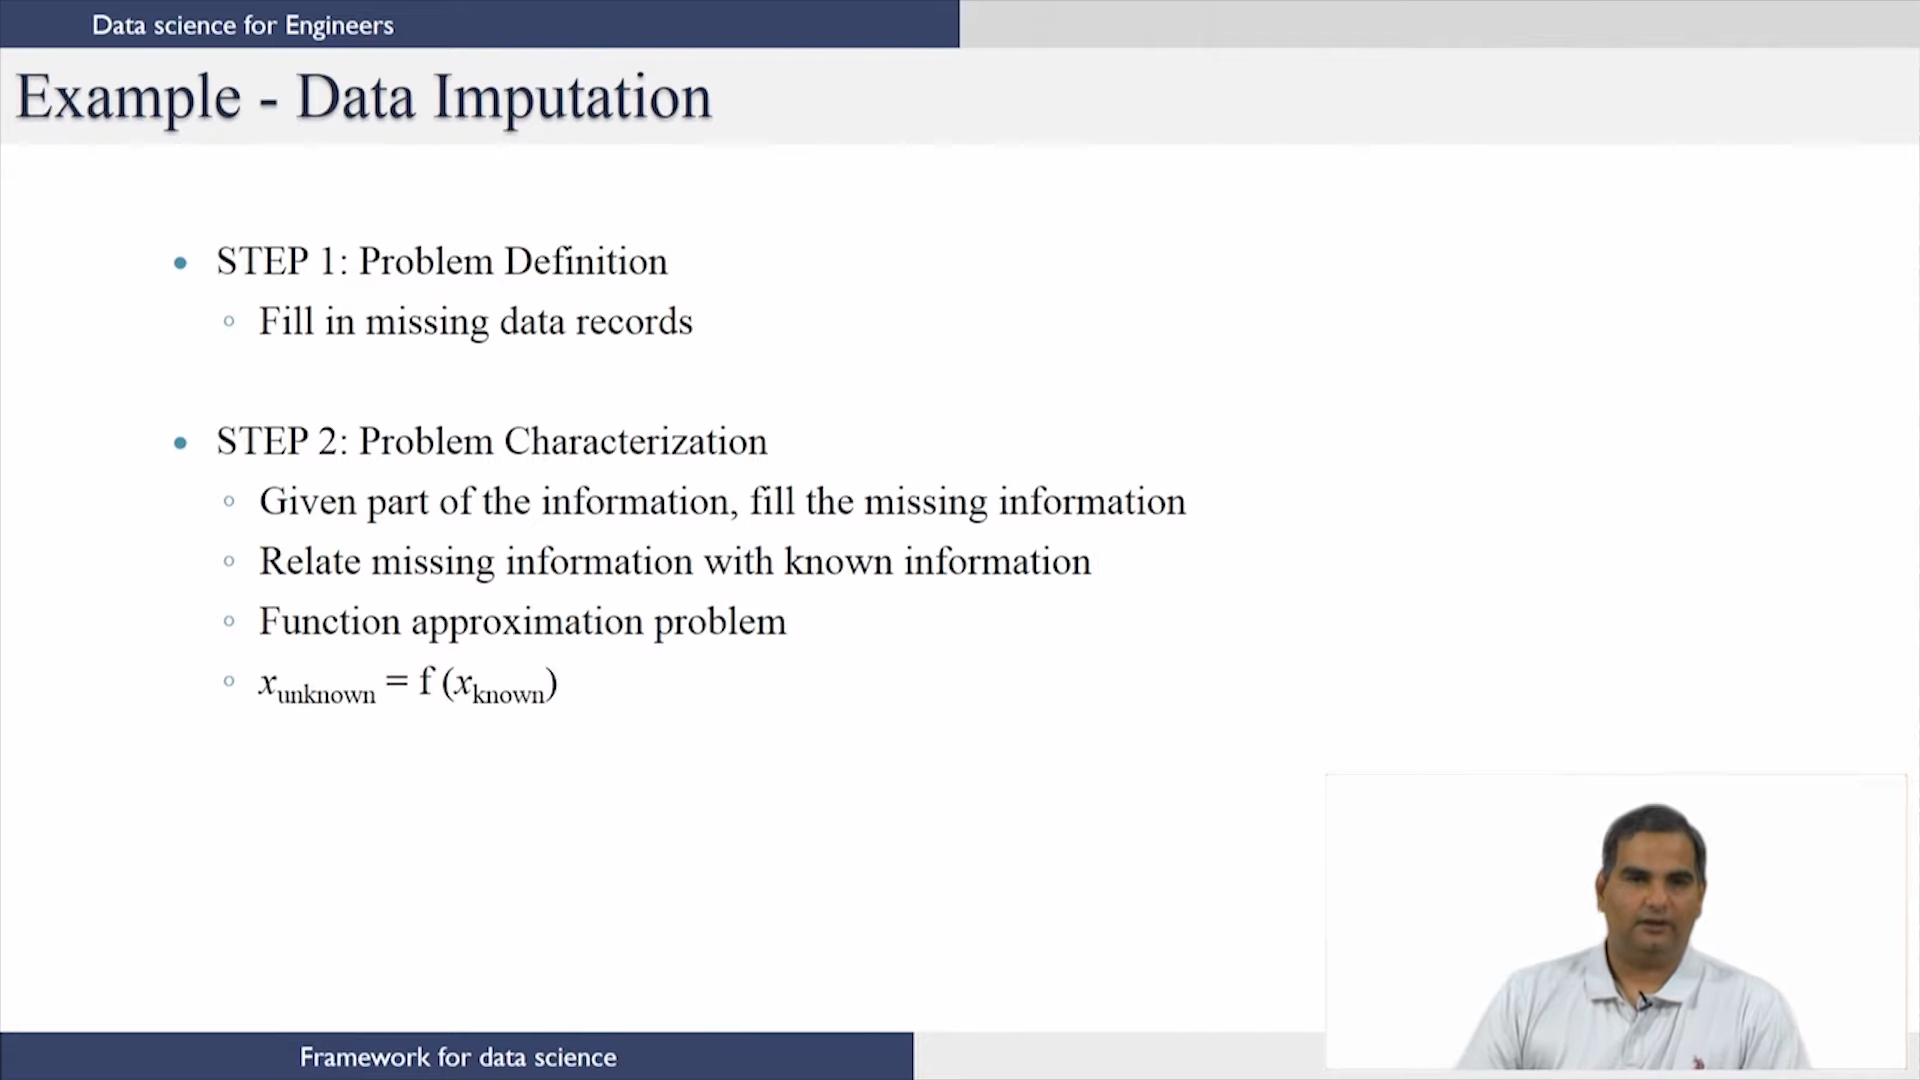 Data science for Engineers
Example - Data Imputation
• STEP 1: Problem Definition
◦ Fill in missing data records
• STEP 2: Problem Characterization
◦ Given part of the information, fill the missing information
◦ Relate missing information with known information
◦ Function approximation problem
◦ x_unknown = f (x_known)
Framework for data science